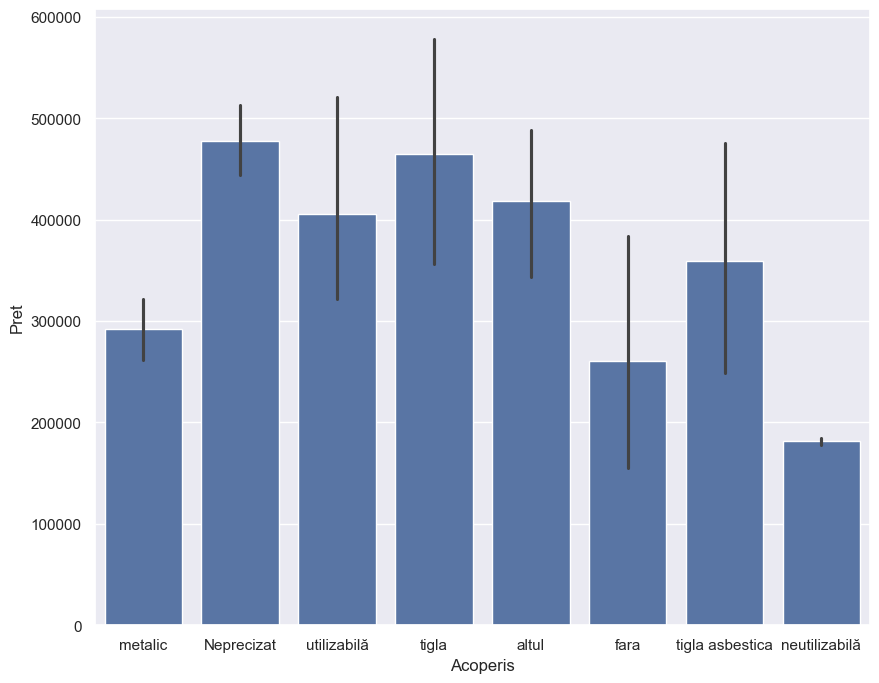 600000
500000
400000
300000
200000
100000
0
Pret
metalic Neprecizat utilizabilă tigla altul fara tigla asbestica neutilizabilă
Acoperis